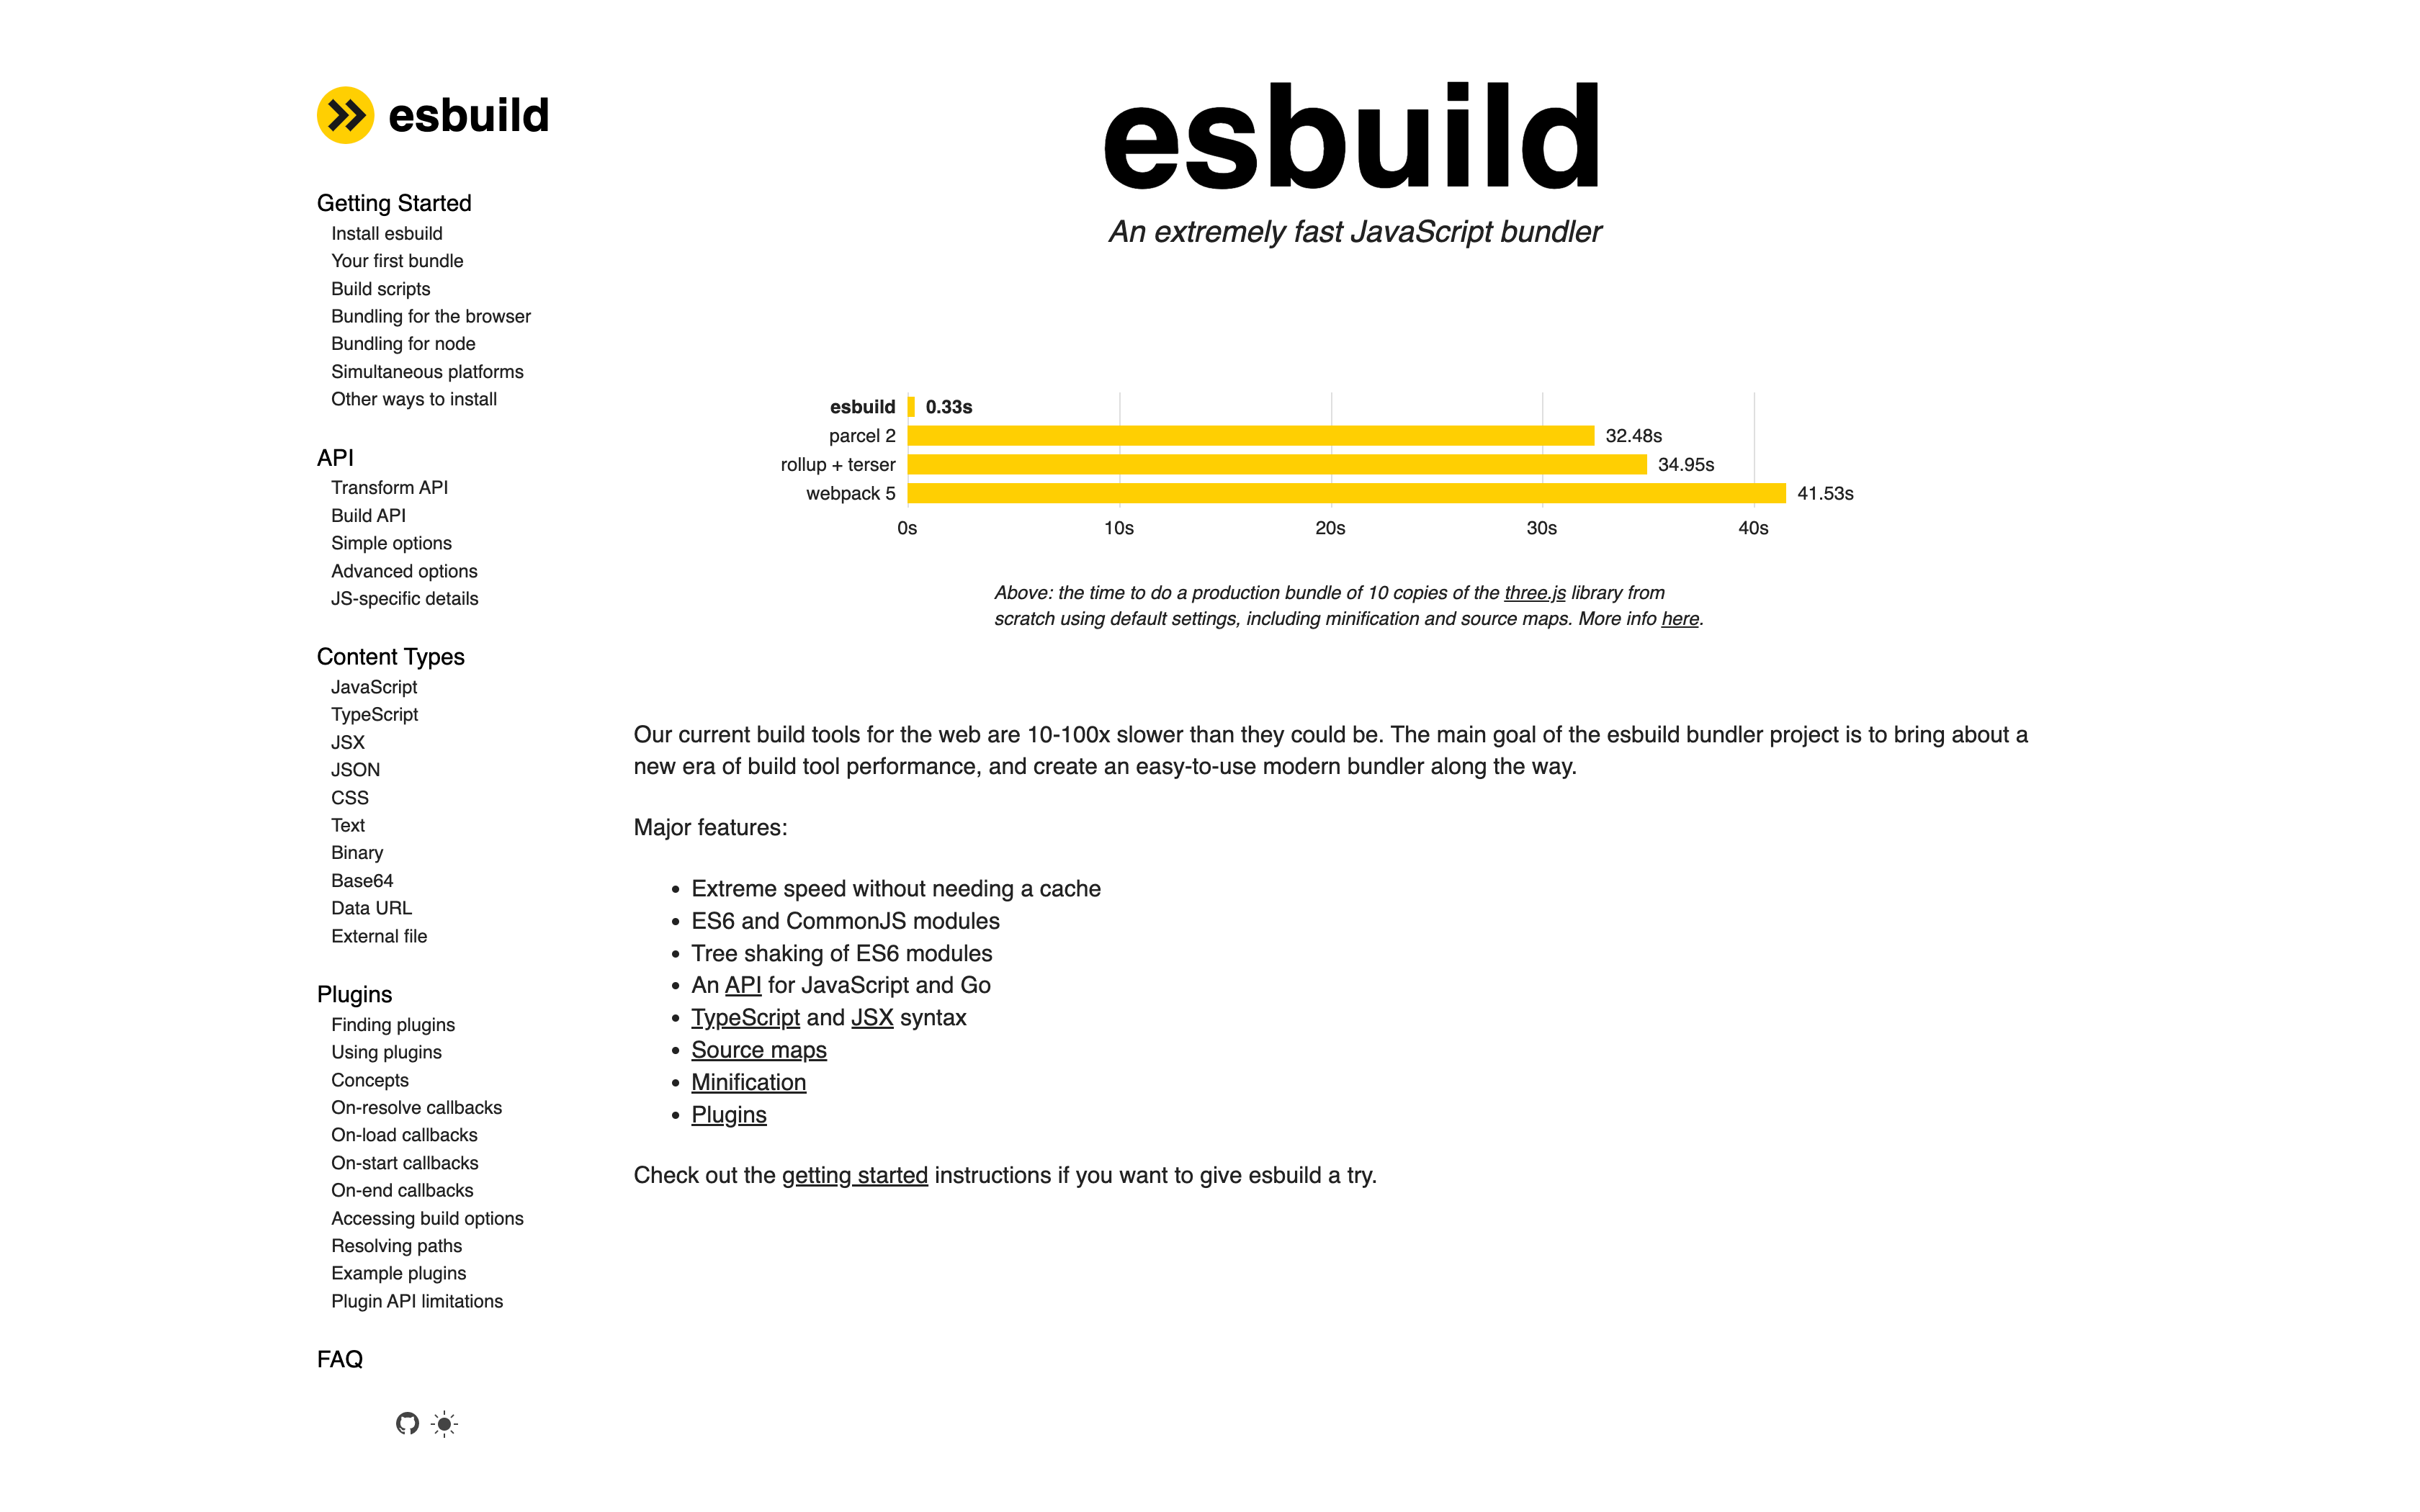 esbuild
Getting Started
Install esbuild
Your first bundle
Build scripts
Bundling for the browser
Bundling for node
Simultaneous platforms
Other ways to install
API
Transform API
Build API
Simple options
Advanced options
JS-specific details
Content Types
JavaScript
TypeScript
JSX
JSON
CSS
Text
Binary
Base64
Data URL
External file
Plugins
Finding plugins
Using plugins
Concepts
On-resolve callbacks
On-load callbacks
On-start callbacks
On-end callbacks
Accessing build options
Resolving paths
Example plugins
Plugin API limitations
FAQ
esbuild
An extremely fast JavaScript bundler
esbuild 0.33s
parcel 2 32.48s
rollup + terser 34.95s
webpack 5 41.53s
0s 10s 20s 30s 40s
Above: the time to do a production bundle of 10 copies of the three.js library from
scratch using default settings, including minification and source maps. More info here.
Our current build tools for the web are 10-100x slower than they could be. The main goal of the esbuild bundler project is to bring about a
new era of build tool performance, and create an easy-to-use modern bundler along the way.
Major features:
• Extreme speed without needing a cache
• ES6 and CommonJS modules
• Tree shaking of ES6 modules
• An API for JavaScript and Go
• TypeScript and JSX syntax
• Source maps
• Minification
• Plugins
Check out the getting started instructions if you want to give esbuild a try.